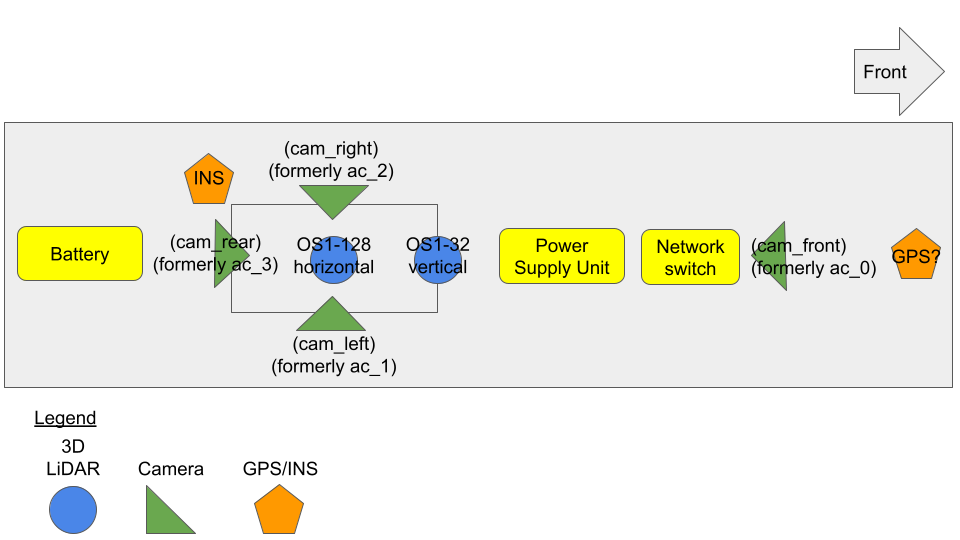 Front
(cam_right)
(formerly ac_2)
INS
Battery
(cam_rear)
(formerly ac_3)
OS1-128
horizontal
OS1-32
vertical
Power
Supply Unit
Network
switch
(cam_front)
(formerly ac_0)
GPS?
(cam_left)
(formerly ac_1)
Legend
3D
LiDAR
Camera
GPS/INS